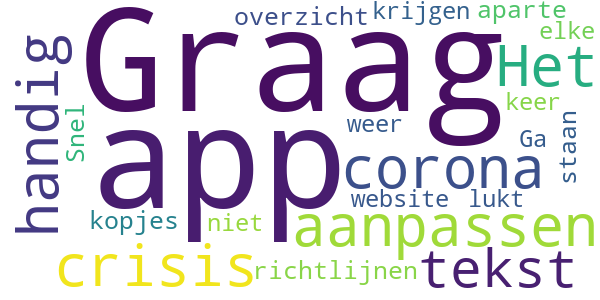 overzicht krijgen aparte
Graag elke
handig Het
Snel keer
app weer Ga staan
corona
website lukt
kopjes niet aanpassen
crisis richtlijnen tekst